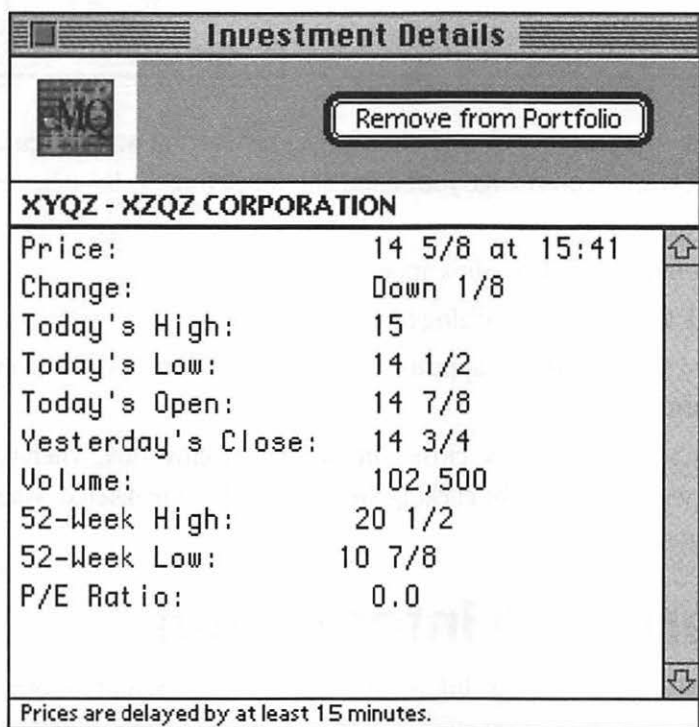 Investment Details
MQ
Remove from Portfolio
XYQZ - XZQZ CORPORATION
Price: 14 5/8 at 15:41
Change: Down 1/8
Today's High: 15
Today's Low: 14 1/2
Today's Open: 14 7/8
Yesterday's Close: 14 3/4
Volume: 102,500
52-Week High: 20 1/2
52-Week Low: 10 7/8
P/E Ratio: 0.0
Prices are delayed by at least 15 minutes.